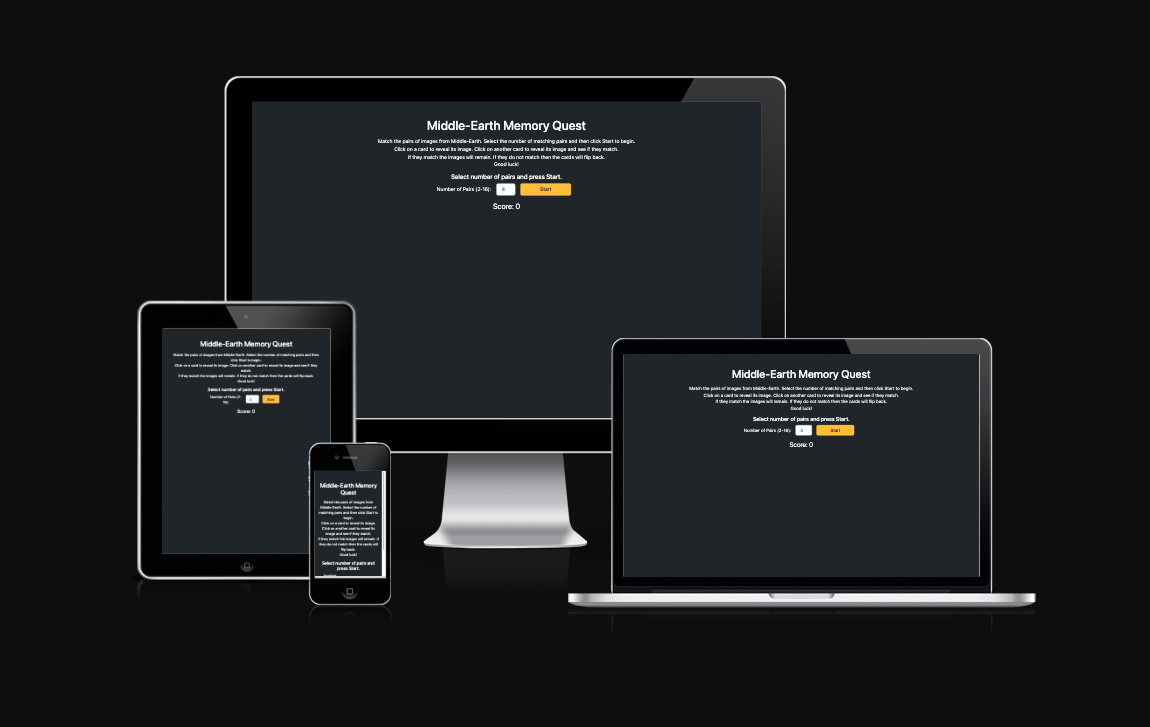 Middle-Earth Memory Quest
Match the pairs of images from Middle-Earth. Select the number of matching pairs and then click Start to begin.
Click on a card to reveal its image. Click on another card to reveal its image and see if they match.
If they match the images will remain. If they do not match then the cards will flip back.
Good luck!
Select number of pairs and press Start.
Number of Pairs (2-16): 4 Start
Score: 0
Middle-Earth Memory Quest
Match the pairs of images from Middle-Earth. Select the number of matching pairs and then
click Start to begin.
Click on a card to reveal its image. Click on another card to reveal its image and see if they
match.
If they match the images will remain. If they do not match then the cards will flip back.
Good luck!
Select number of pairs and press Start.
Number of Pairs (2-
16): 4 Start
Score: 0
Middle-Earth Memory
Quest
Match the pairs of images from
Middle-Earth. Select the number of
matching pairs and then click Start to
begin.
Click on a card to reveal its image.
Click on another card to reveal its
image and see if they match.
If they match the images will remain. If
they do not match then the cards will
flip back.
Good luck!
Select number of pairs and
press Start.
Middle-Earth Memory Quest
Match the pairs of images from Middle-Earth. Select the number of matching pairs and then click Start to begin.
Click on a card to reveal its image. Click on another card to reveal its image and see if they match.
If they match the images will remain. If they do not match then the cards will flip back.
Good luck!
Select number of pairs and press Start.
Number of Pairs (2-16): 4 Start
Score: 0